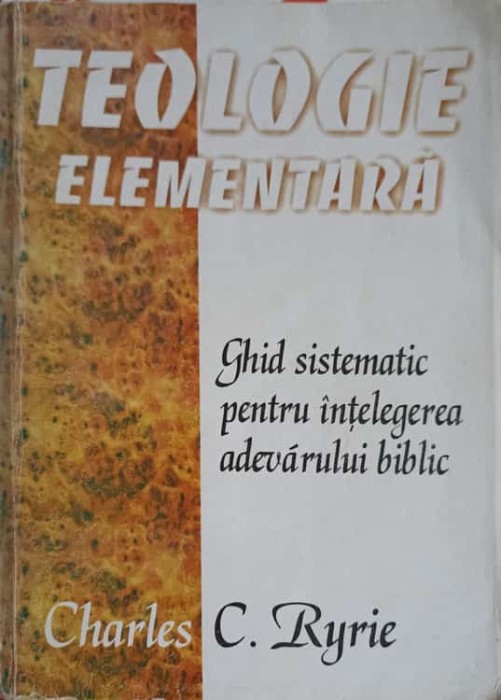 TEOLOGIE
ELEMENTARĂ
Ghid sistematic
pentru înțelegerea
adevărului biblic
Charles C. Ryrie